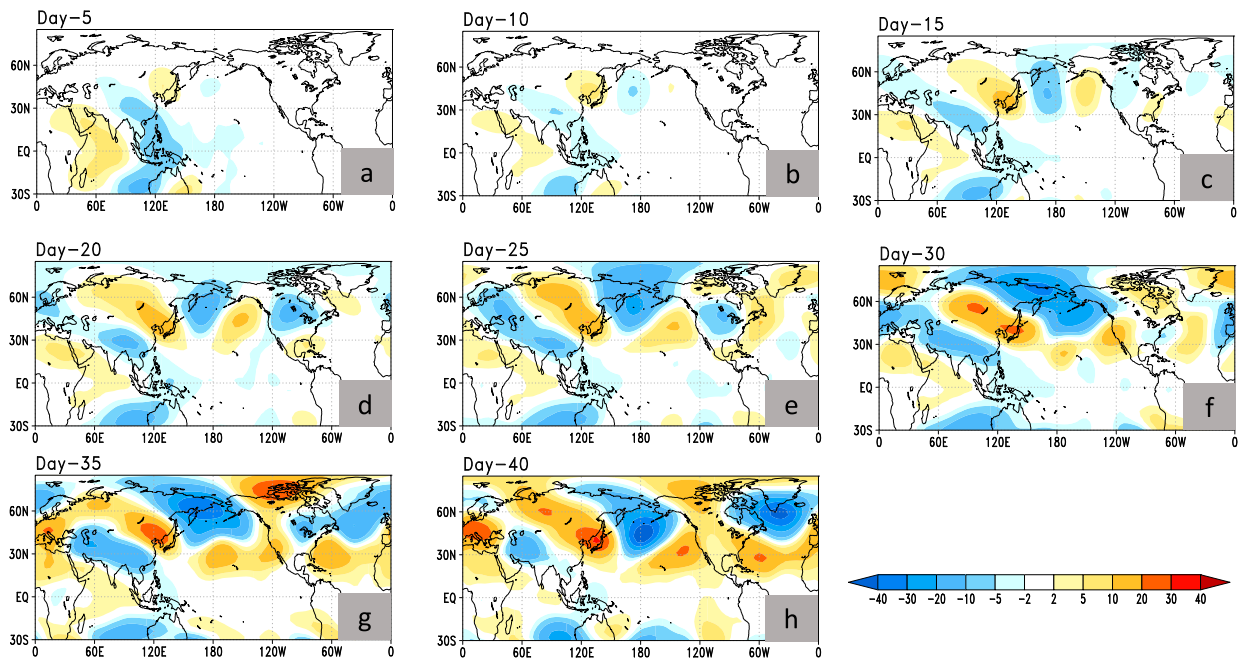 Day-5
60N
30N
EQ
30S
0 60E 120E 180 120W 60W 0
a
Day-10
60N
30N
EQ
30S
0 60E 120E 180 120W 60W 0
b
Day-15
60N
30N
EQ
30S
0 60E 120E 180 120W 60W 0
c
Day-20
60N
30N
EQ
30S
0 60E 120E 180 120W 60W 0
d
Day-25
60N
30N
EQ
30S
0 60E 120E 180 120W 60W 0
e
Day-30
60N
30N
EQ
30S
0 60E 120E 180 120W 60W 0
f
Day-35
60N
30N
EQ
30S
0 60E 120E 180 120W 60W 0
g
Day-40
60N
30N
EQ
30S
0 60E 120E 180 120W 60W 0
h
-40 -30 -20 -10 -5 -2 2 5 10 20 30 40